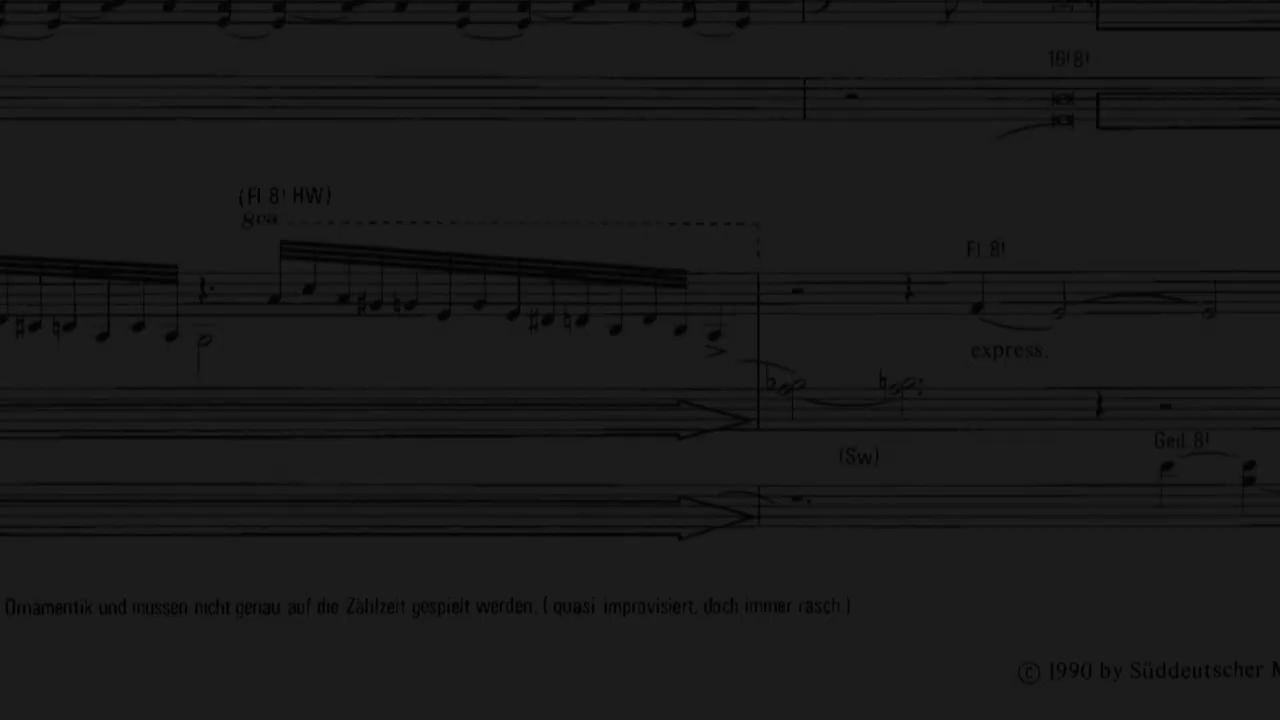 16'8'
(Fl 8' HW)
8va
Fl 8'
express.
(Sw)
Ged 8'
Ornamentik und müssen nicht genau auf die Zählzeit gespielt werden. ( quasi improvisiert, doch immer rasch )
© 1990 by Süddeutscher